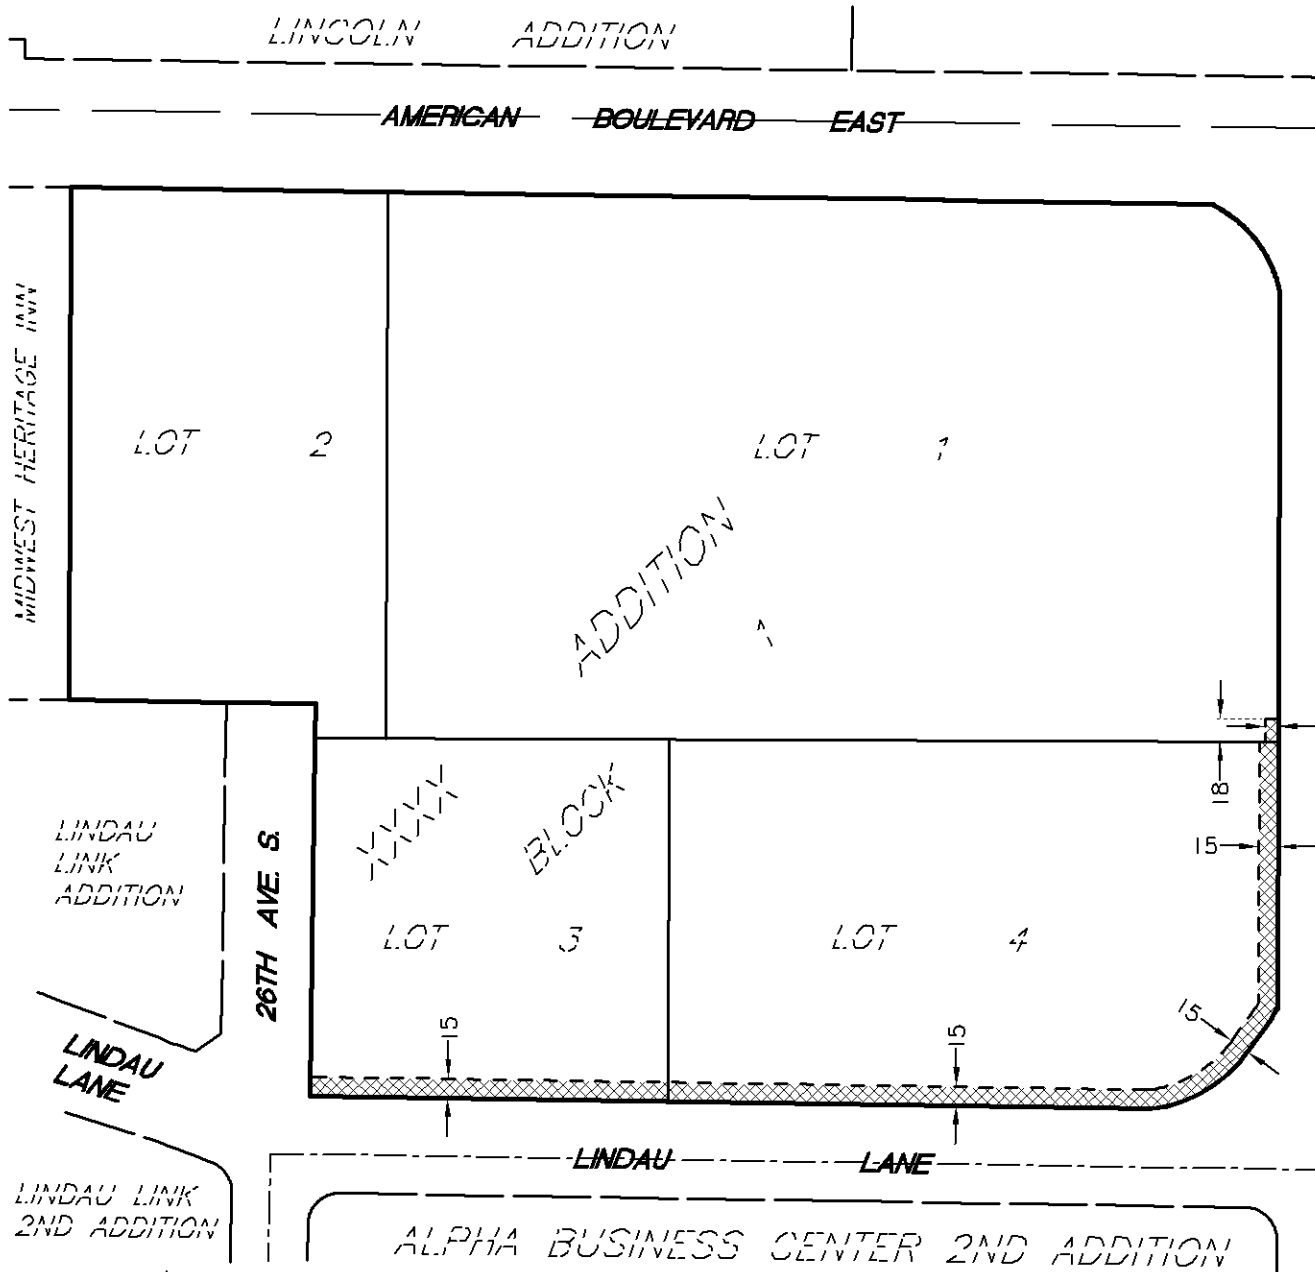 LINCOLN ADDITION
AMERICAN BOULEVARD EAST
MIDWEST HERITAGE INN
LOT 2
LOT 1
ADDITION
1
18
15
XXXX
BLOCK
LINDAU
LINK
ADDITION
26TH AVE. S.
LOT 3
LOT 4
15
15
15
LINDAU
LANE
LINDAU LANE
LINDAU LINK
2ND ADDITION
ALPHA BUSINESS CENTER 2ND ADDITION